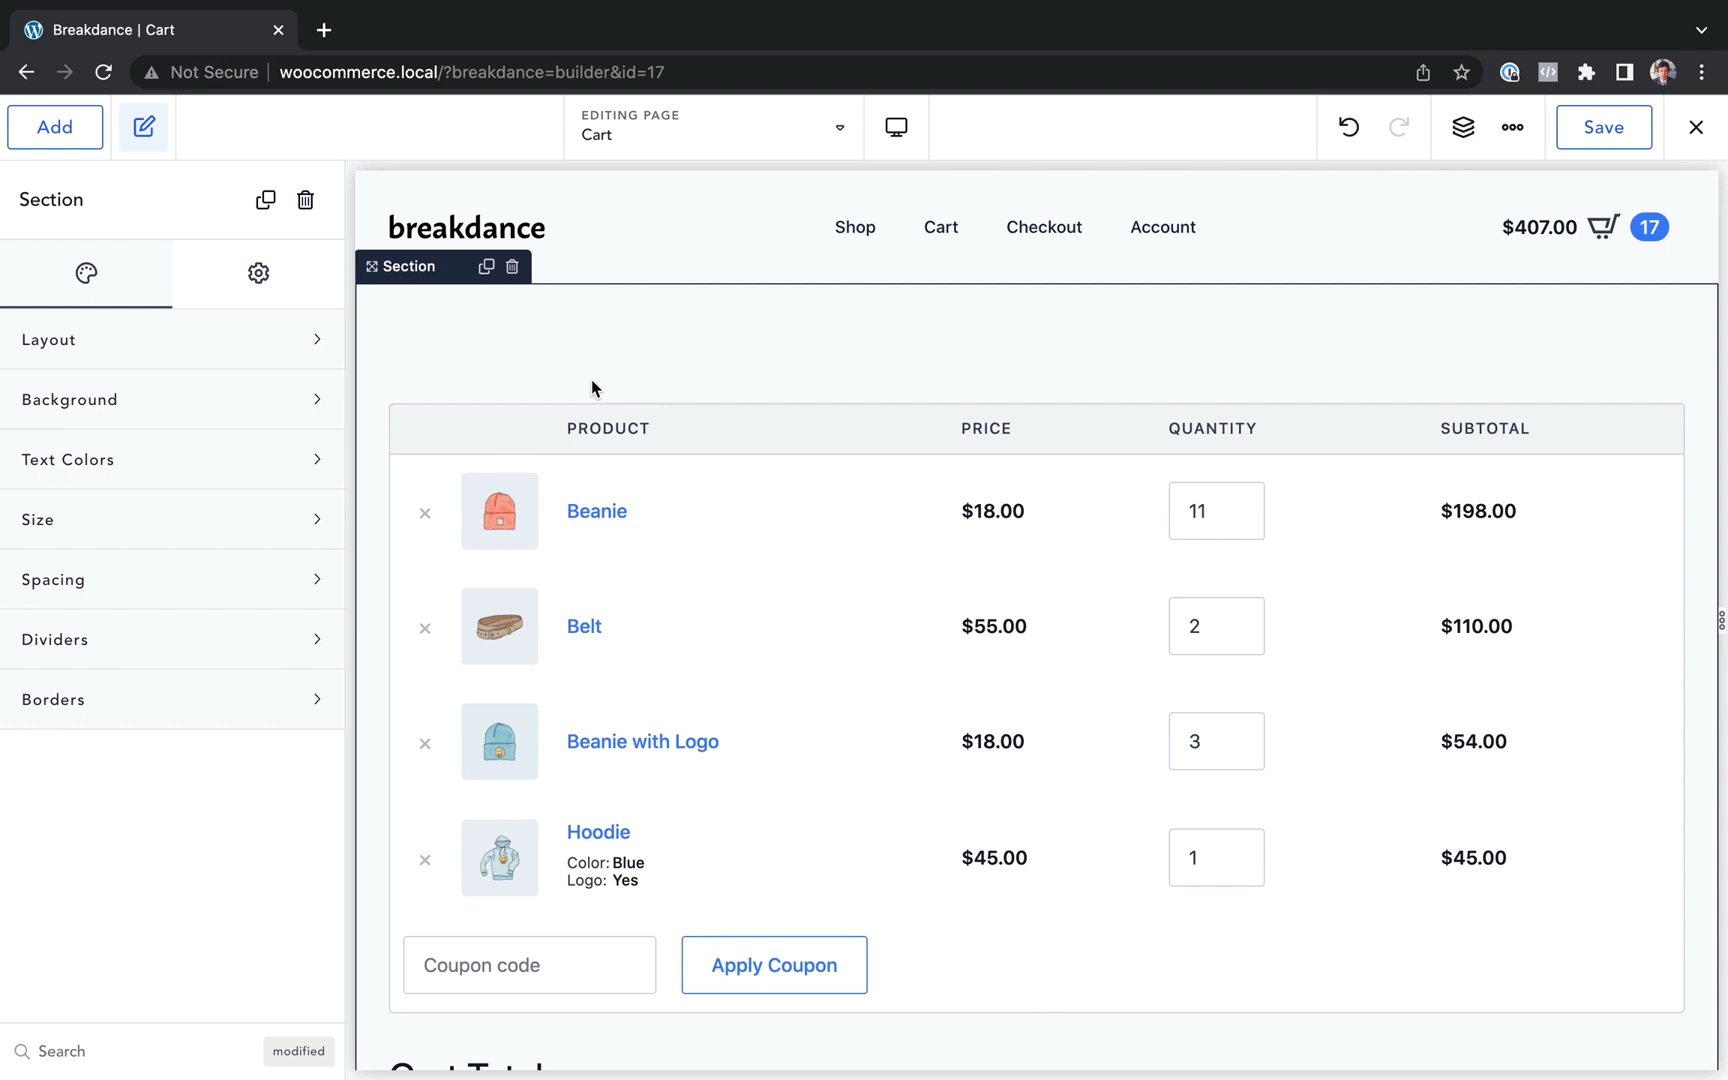 Breakdance | Cart
Not Secure woocommerce.local/?breakdance=builder&id=17
Add
EDITING PAGE
Cart
Save
Section
breakdance
Shop Cart Checkout Account
$407.00 17
Section
Layout
Background
Text Colors
Size
Spacing
Dividers
Borders
PRODUCT PRICE QUANTITY SUBTOTAL
Beanie $18.00 11 $198.00
Belt $55.00 2 $110.00
Beanie with Logo $18.00 3 $54.00
Hoodie
Color: Blue
Logo: Yes
$45.00 1 $45.00
Coupon code Apply Coupon
Search modified